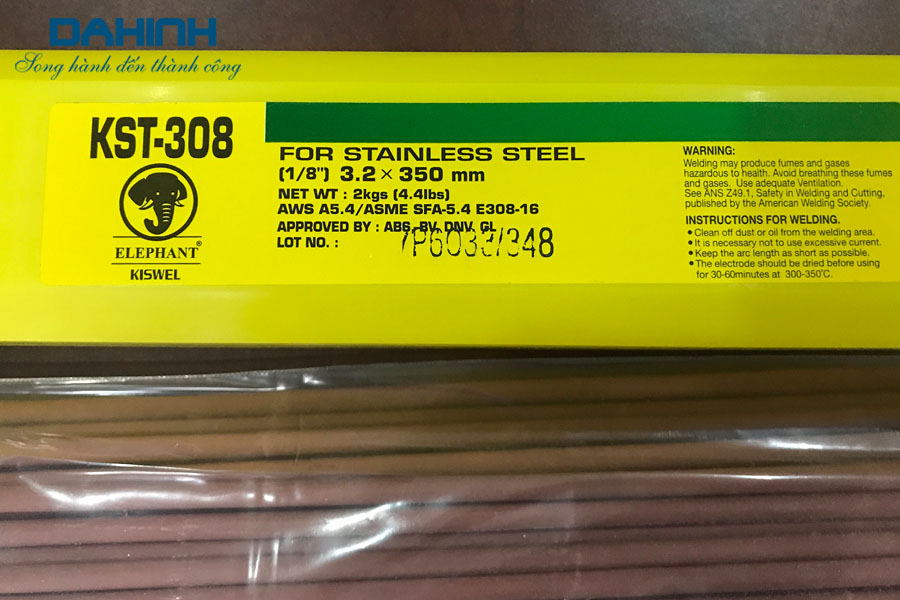 DAHINH
Song hành đến thành công
KST-308
ELEPHANT®
KISWEL
FOR STAINLESS STEEL
(1/8") 3.2 × 350 mm
NET WT : 2kgs (4.4lbs)
AWS A5.4/ASME SFA-5.4 E308-16
APPROVED BY : ABS, BV, DNV, GL
LOT NO. : 7P6033/348
WARNING:
Welding may produce fumes and gases
hazardous to health. Avoid breathing these fumes
and gases. Use adequate Ventilation.
See ANS Z49.1, Safety in Welding and Cutting,
published by the American Welding Society.
INSTRUCTIONS FOR WELDING.
● Clean off dust or oil from the welding area.
● It is necessary not to use excessive current.
● Keep the arc length as short as possible.
● The electrode should be dried before using
for 30-60minutes at 300-350°C.